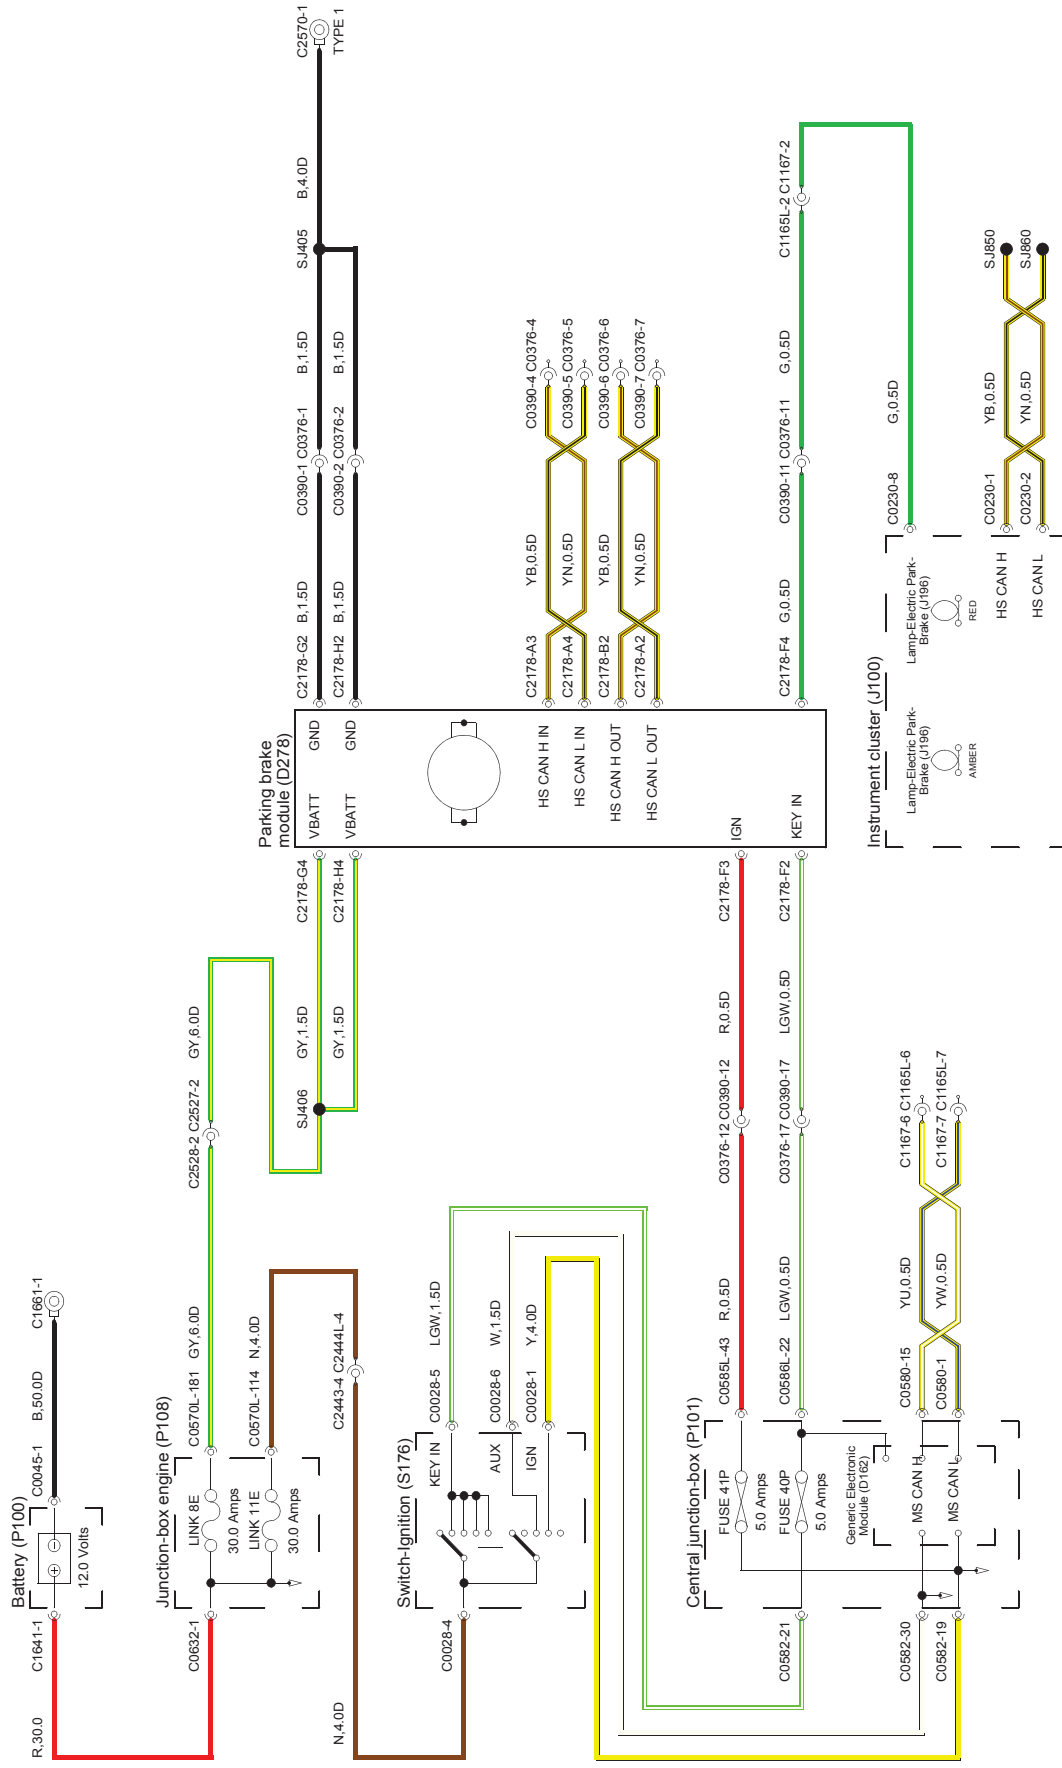 Battery (P100)
12.0 Volts
C1641-1
R,30.0
C0045-1
B,50.0D
C1661-1
Junction-box engine (P108)
C0632-1
LINK 8E
30.0 Amps
LINK 11E
30.0 Amps
C0570L-181
GY,6.0D
C2528-2
C2527-2
GY,6.0D
C0570L-114
N,4.0D
C2443-4
C2444L-4
N,4.0D
SJ406
GY,1.5D
GY,1.5D
C2178-G4
C2178-H4
Parking brake
module (D278)
VBATT
GND
VBATT
GND
HS CAN H IN
HS CAN L IN
HS CAN H OUT
HS CAN L OUT
IGN
KEY IN
C2178-G2
B,1.5D
C0390-1
C0376-1
B,1.5D
SJ405
B,4.0D
C2570-1
TYPE 1
C2178-H2
B,1.5D
C0390-2
C0376-2
B,1.5D
C2178-A3
YB,0.5D
C0390-4
C0376-4
C2178-A4
YN,0.5D
C0390-5
C0376-5
C2178-B2
YB,0.5D
C0390-6
C0376-6
C2178-A2
YN,0.5D
C0390-7
C0376-7
C2178-F4
G,0.5D
C0390-11
C0376-11
G,0.5D
C1165L-2
C1167-2
G,0.5D
C0230-8
Switch-Ignition (S176)
C0028-4
KEY IN
AUX
IGN
C0028-5
LGW,1.5D
C0028-6
W,1.5D
C0028-1
Y,4.0D
Central junction-box (P101)
FUSE 41P
5.0 Amps
FUSE 40P
5.0 Amps
Generic Electronic
Module (D162)
MS CAN H
MS CAN L
C0582-21
C0582-30
C0582-19
C0585L-43
R,0.5D
C0376-12
C0390-12
R,0.5D
C2178-F3
C0586L-22
LGW,0.5D
C0376-17
C0390-17
LGW,0.5D
C2178-F2
C0580-15
YU,0.5D
C1167-6
C1165L-6
C0580-1
YW,0.5D
C1167-7
C1165L-7
Instrument cluster (J100)
Lamp-Electric Park-
Brake (J196)
AMBER
Lamp-Electric Park-
Brake (J196)
RED
HS CAN H
HS CAN L
C0230-1
YB,0.5D
SJ850
C0230-2
YN,0.5D
SJ860